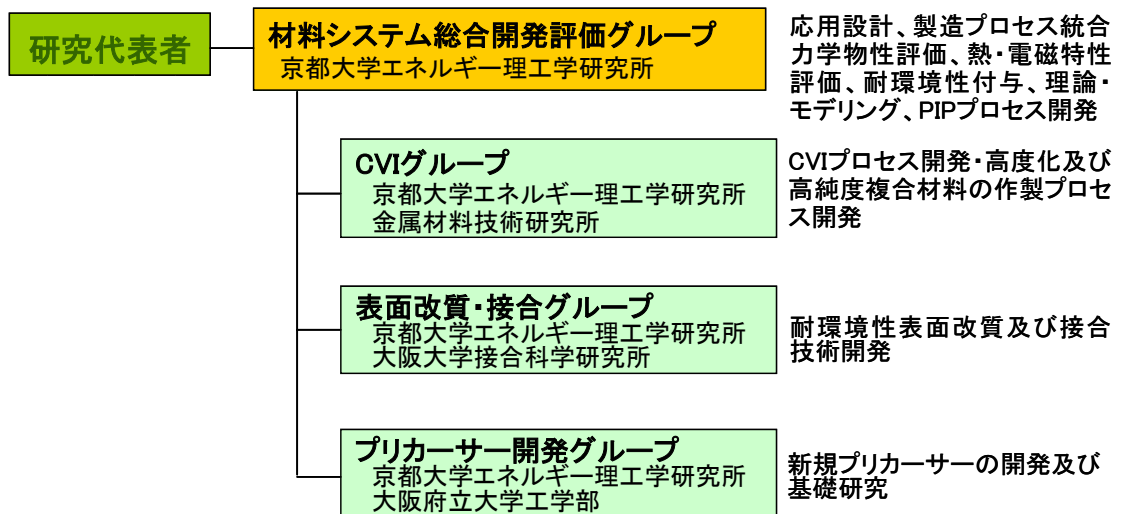 研究代表者
材料システム総合開発評価グループ
京都大学エネルギー理工学研究所
応用設計、製造プロセス統合
力学物性評価、熱・電磁特性
評価、耐環境性付与、理論・
モデリング、PIPプロセス開発
CVIグループ
京都大学エネルギー理工学研究所
金属材料技術研究所
CVIプロセス開発・高度化及び
高純度複合材料の作製プロセ
ス開発
表面改質・接合グループ
京都大学エネルギー理工学研究所
大阪大学接合科学研究所
耐環境性表面改質及び接合
技術開発
プリカーサー開発グループ
京都大学エネルギー理工学研究所
大阪府立大学工学部
新規プリカーサーの開発及び
基礎研究